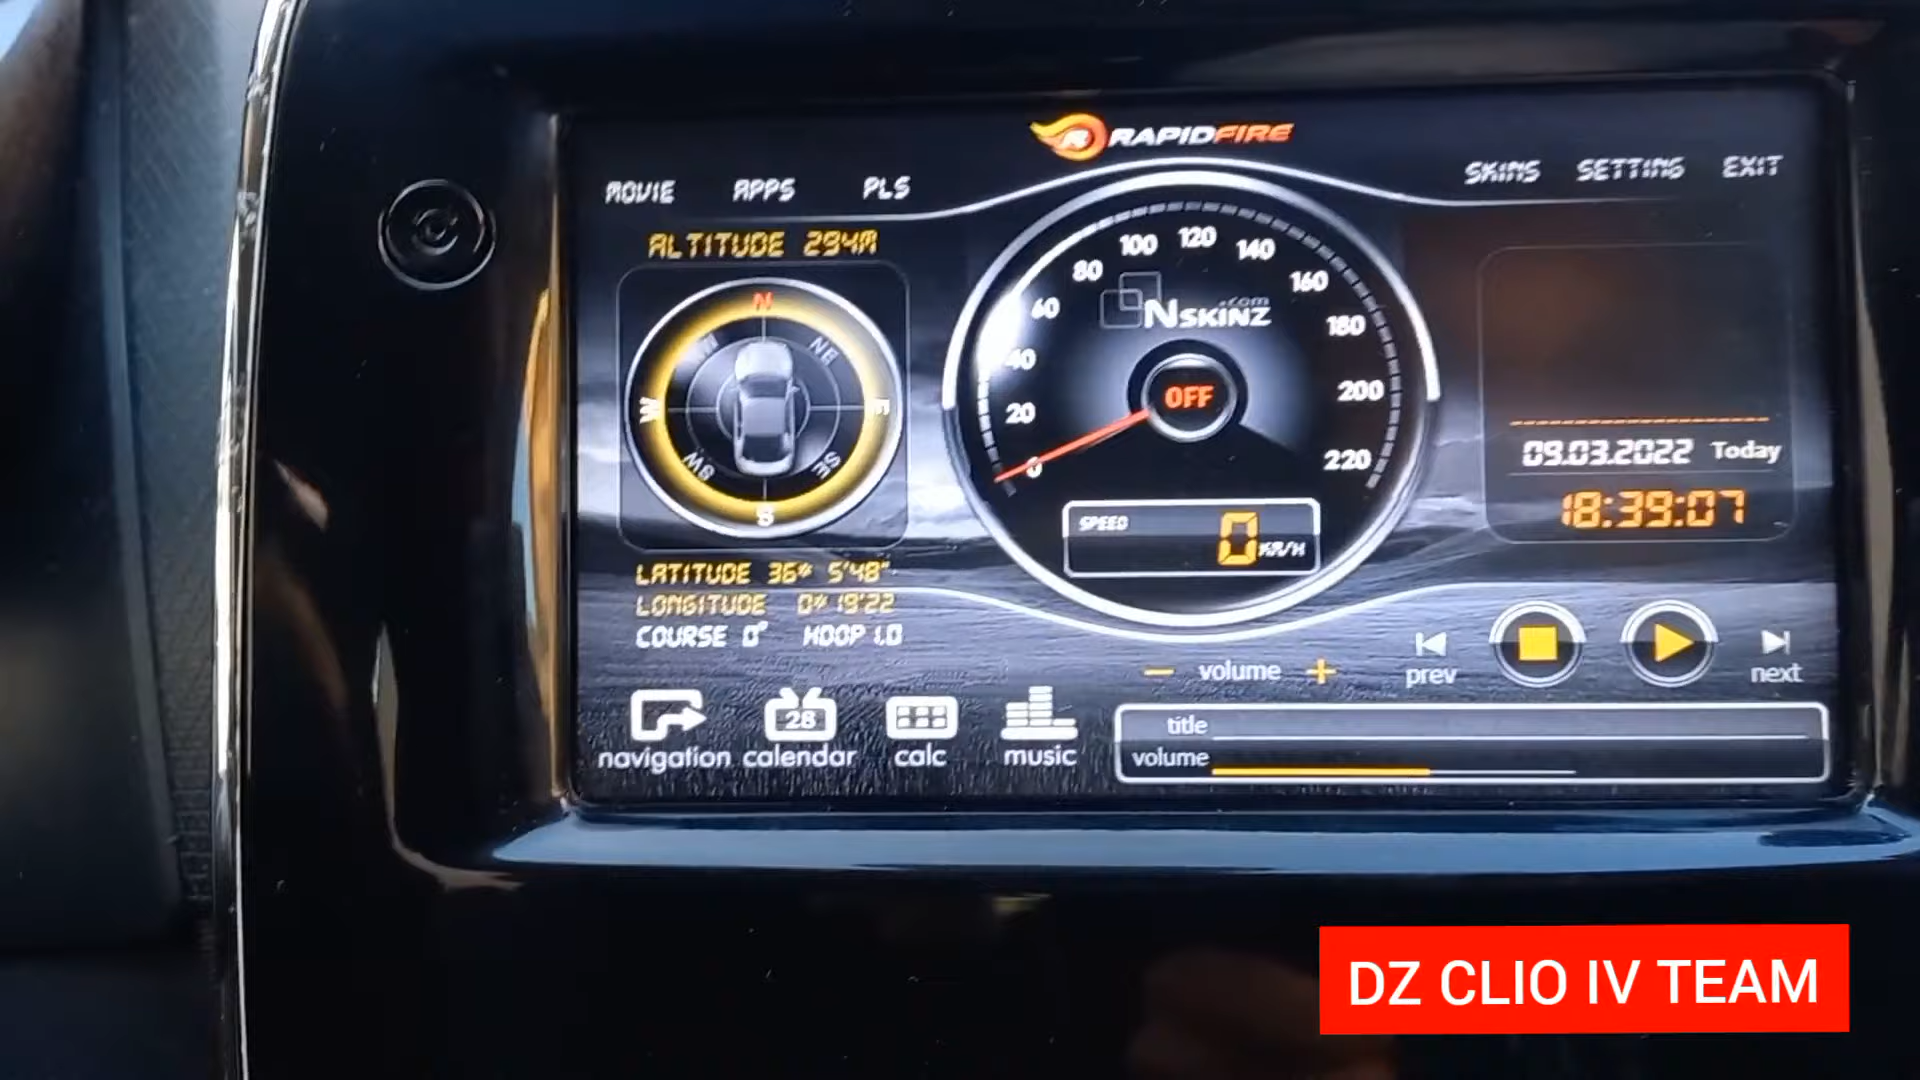 RAPIDFIRE
MOVIE APPS PLS
SKINS SETTING EXIT
ALTITUDE 294M
N
NE
E
SE
S
SW
W
NW
0 20 40 60 80 100 120 140 160 180 200 220
NSKINZ.com
OFF
SPEED 0 KM/H
09.03.2022 Today
18:39:07
LATITUDE 36* 5'48"
LONGITUDE 0* 19'22
COURSE 0° HDOP 1.0
- volume +
prev
next
28
navigation calendar calc music
title
volume
DZ CLIO IV TEAM